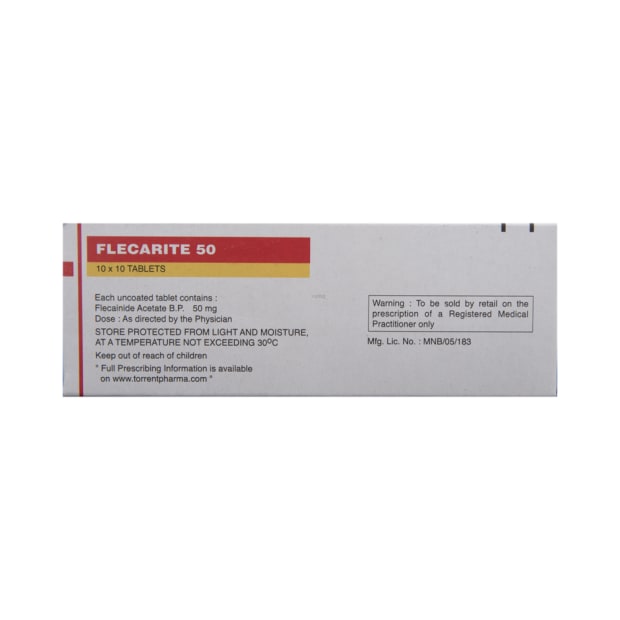 FLECARITE 50
10 x 10 TABLETS
Each uncoated tablet contains :
Flecainide Acetate B.P. 50 mg
Dose : As directed by the Physician
STORE PROTECTED FROM LIGHT AND MOISTURE,
AT A TEMPERATURE NOT EXCEEDING 30⁰C
Keep out of reach of children
" Full Prescribing Information is available
on www.torrentpharma.com "
Warning : To be sold by retail on the
prescription of a Registered Medical
Practitioner only
Mfg. Lic. No. : MNB/05/183